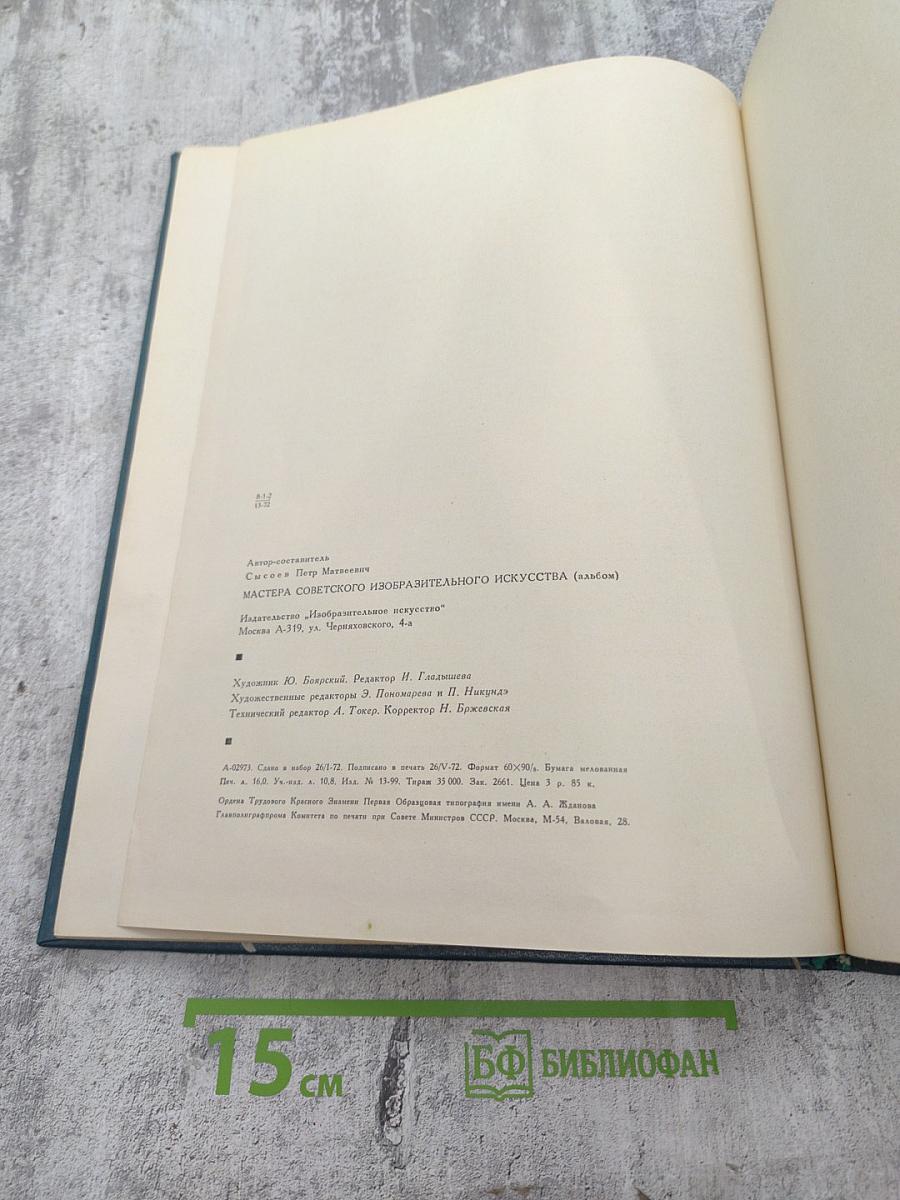 8-1-2
13-72
Автор-составитель
Сысоев Петр Матвеевич
МАСТЕРА СОВЕТСКОГО ИЗОБРАЗИТЕЛЬНОГО ИСКУССТВА (альбом)
Издательство „Изобразительное искусство“
Москва А-319, ул. Черняховского, 4-а
Художник Ю. Боярский. Редактор И. Гладышева
Художественные редакторы Э. Пономарева и П. Никундэ
Технический редактор А. Токер. Корректор Н. Бржевская
А-02973. Сдано в набор 26/I-72. Подписано в печать 26/V-72. Формат 60×90/8. Бумага мелованная
Печ. л. 16,0. Уч.-изд. л. 10,8. Изд. № 13-99. Тираж 35 000. Зак. 2661. Цена 3 р. 85 к.
Ордена Трудового Красного Знамени Первая Образцовая типография имени А. А. Жданова
Главполиграфпрома Комитета по печати при Совете Министров СССР. Москва, М-54, Валовая, 28.
15 см
БФ БИБЛИОФАН